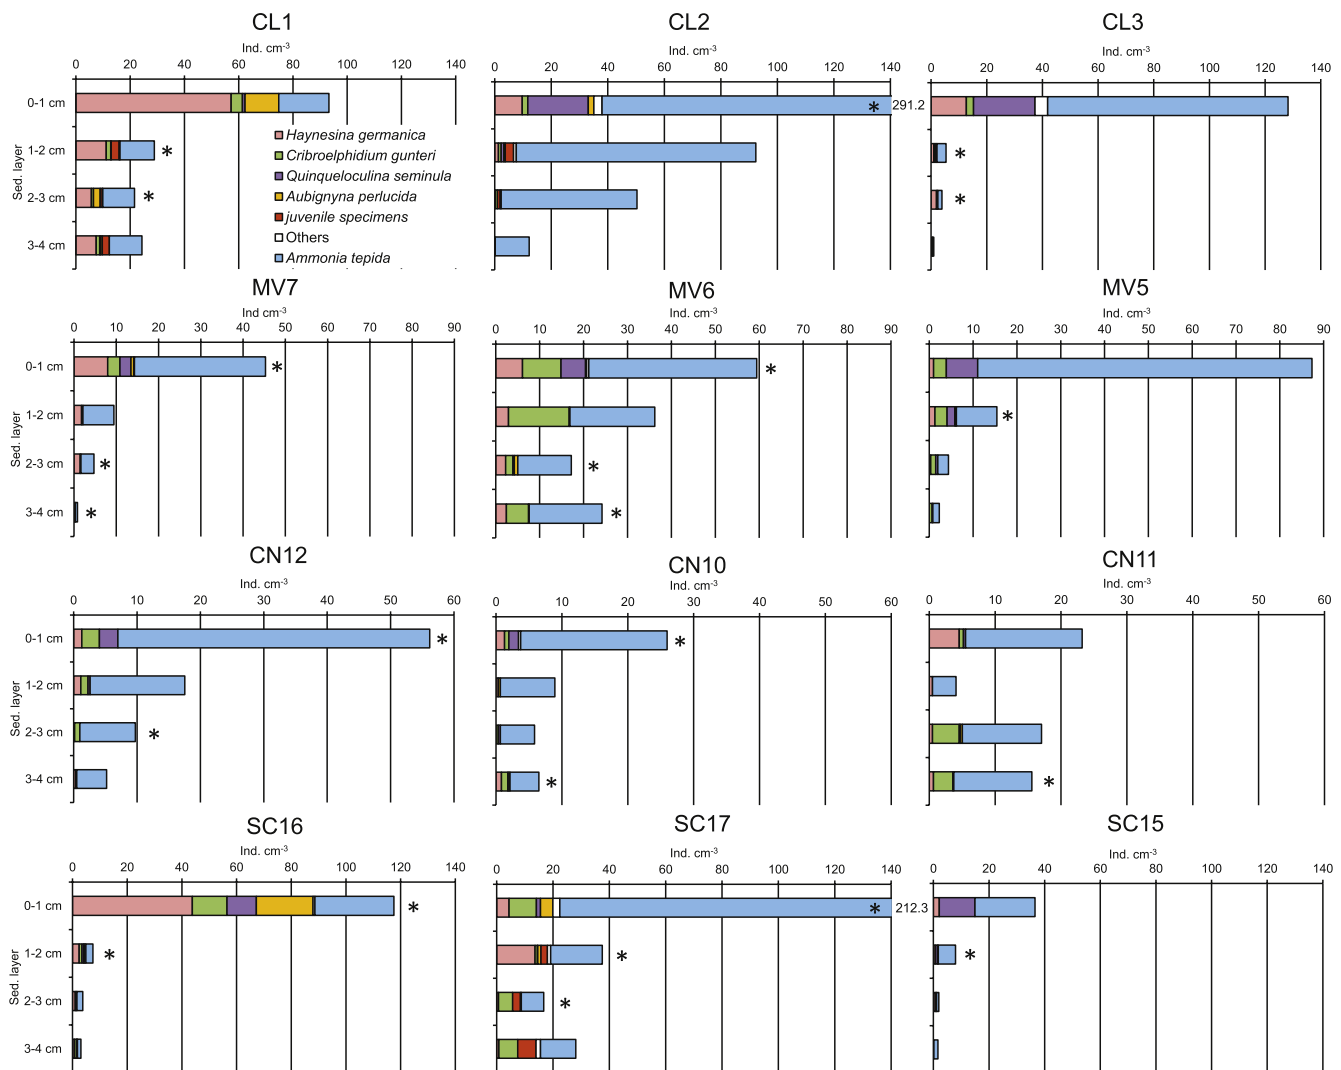 CL1
CL2
CL3
Ind. cm-3
Ind. cm-3
Ind. cm-3
0 20 40 60 80 100 140
0 20 40 60 80 100 120 140
0 20 40 60 80 100 120 140
Sed. layer
0-1 cm
1-2 cm
2-3 cm
3-4 cm
*
*
Haynesina germanica
Cribroelphidium gunteri
Quinqueloculina seminula
Aubignyna perlucida
juvenile specimens
Others
Ammonia tepida
* 291.2
*
*
MV7
MV6
MV5
Ind cm-3
Ind cm-3
Ind. cm-3
0 10 20 30 40 50 60 70 80 90
0 10 20 30 40 50 60 70 80 90
0 10 20 30 40 50 60 70 80 90
Sed. layer
0-1 cm
1-2 cm
2-3 cm
3-4 cm
*
*
*
*
*
*
*
CN12
CN10
CN11
Ind. cm-3
Ind. cm-3
Ind. cm-3
0 10 20 30 40 50 60
0 10 20 30 40 50 60
0 10 20 30 40 50 60
Sed. layer
0-1 cm
1-2 cm
2-3 cm
3-4 cm
*
*
*
*
*
SC16
SC17
SC15
Ind. cm-3
Ind. cm-3
Ind. cm-3
0 20 40 60 80 100 120 140
0 20 40 60 80 100 120 140
0 20 40 60 80 100 120 140
Sed. layer
0-1 cm
1-2 cm
2-3 cm
3-4 cm
*
*
* 212.3
*
*
*